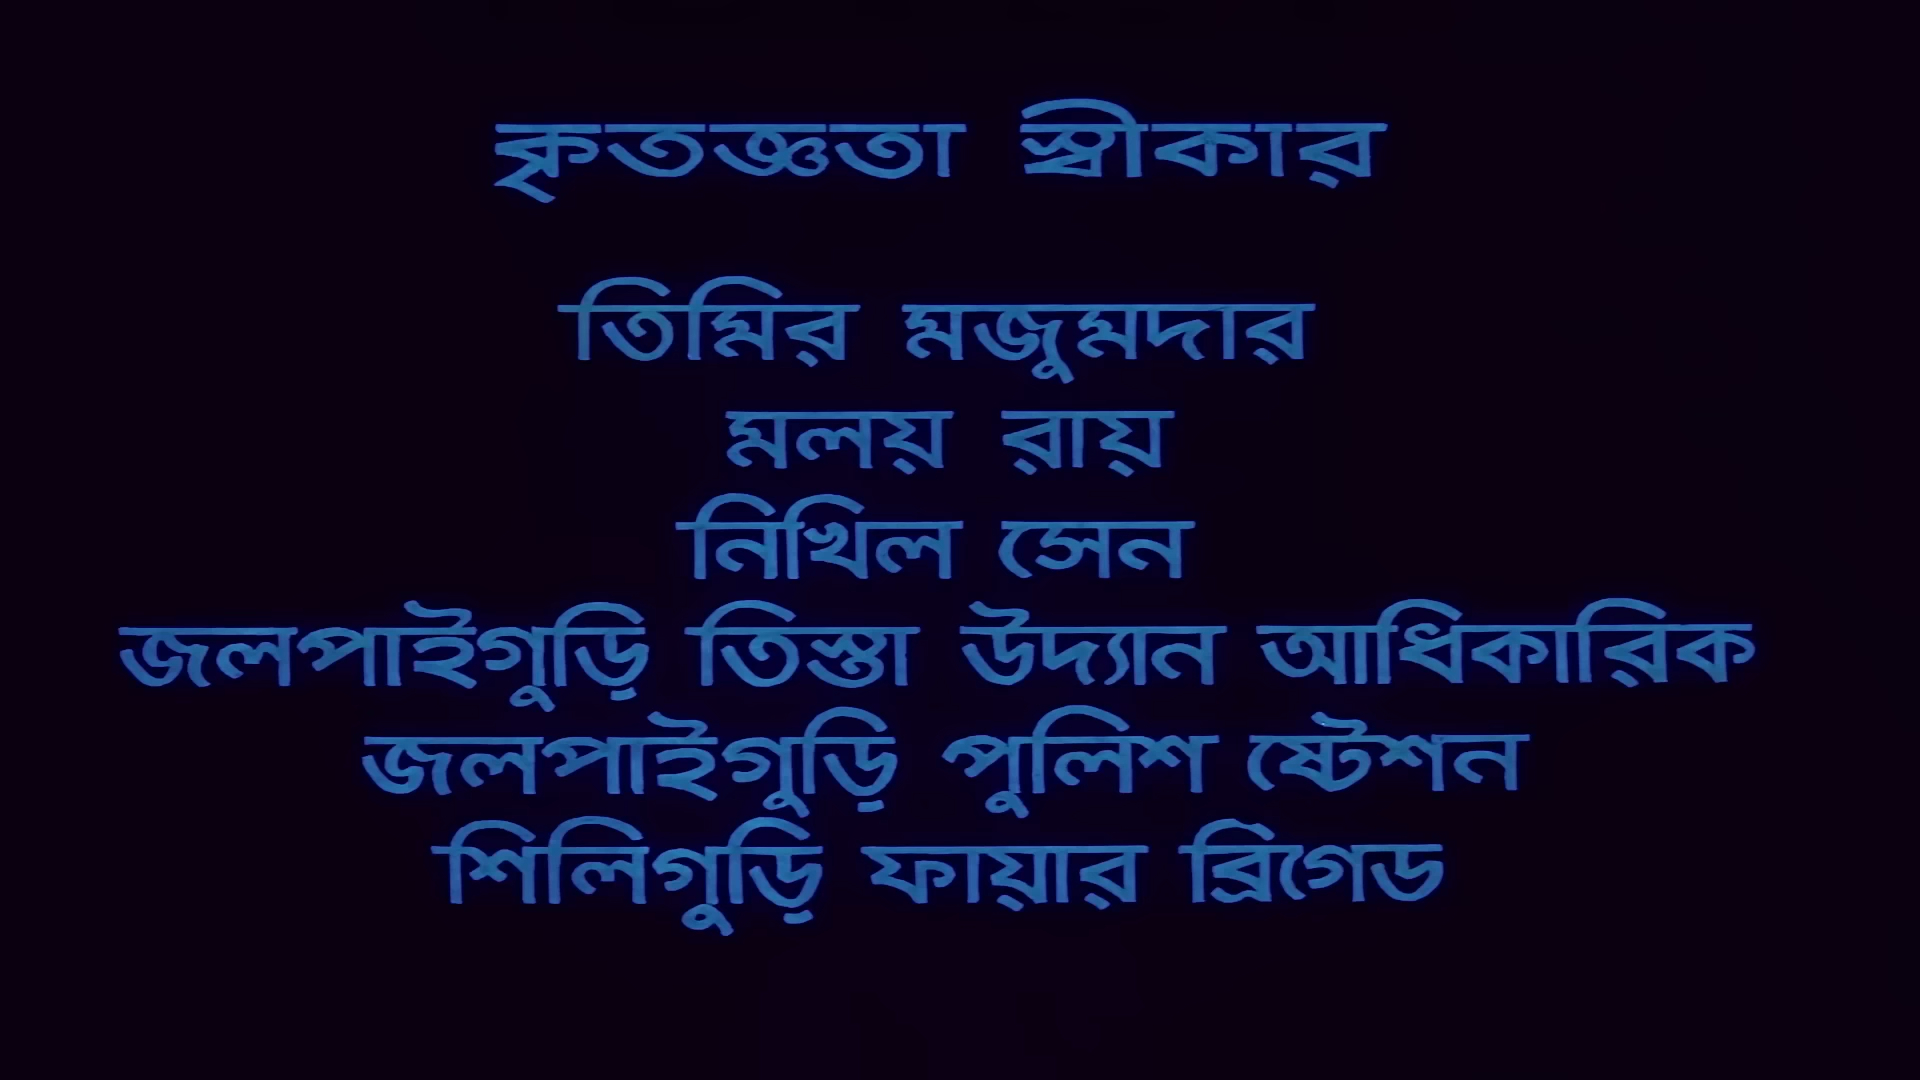 কৃতজ্ঞতা স্বীকার
তিমির মজুমদার
মলয় রায়
নিখিল সেন
জলপাইগুড়ি তিস্তা উদ্যান আধিকারিক
জলপাইগুড়ি পুলিশ ষ্টেশন
শিলিগুড়ি ফায়ার ব্রিগেড